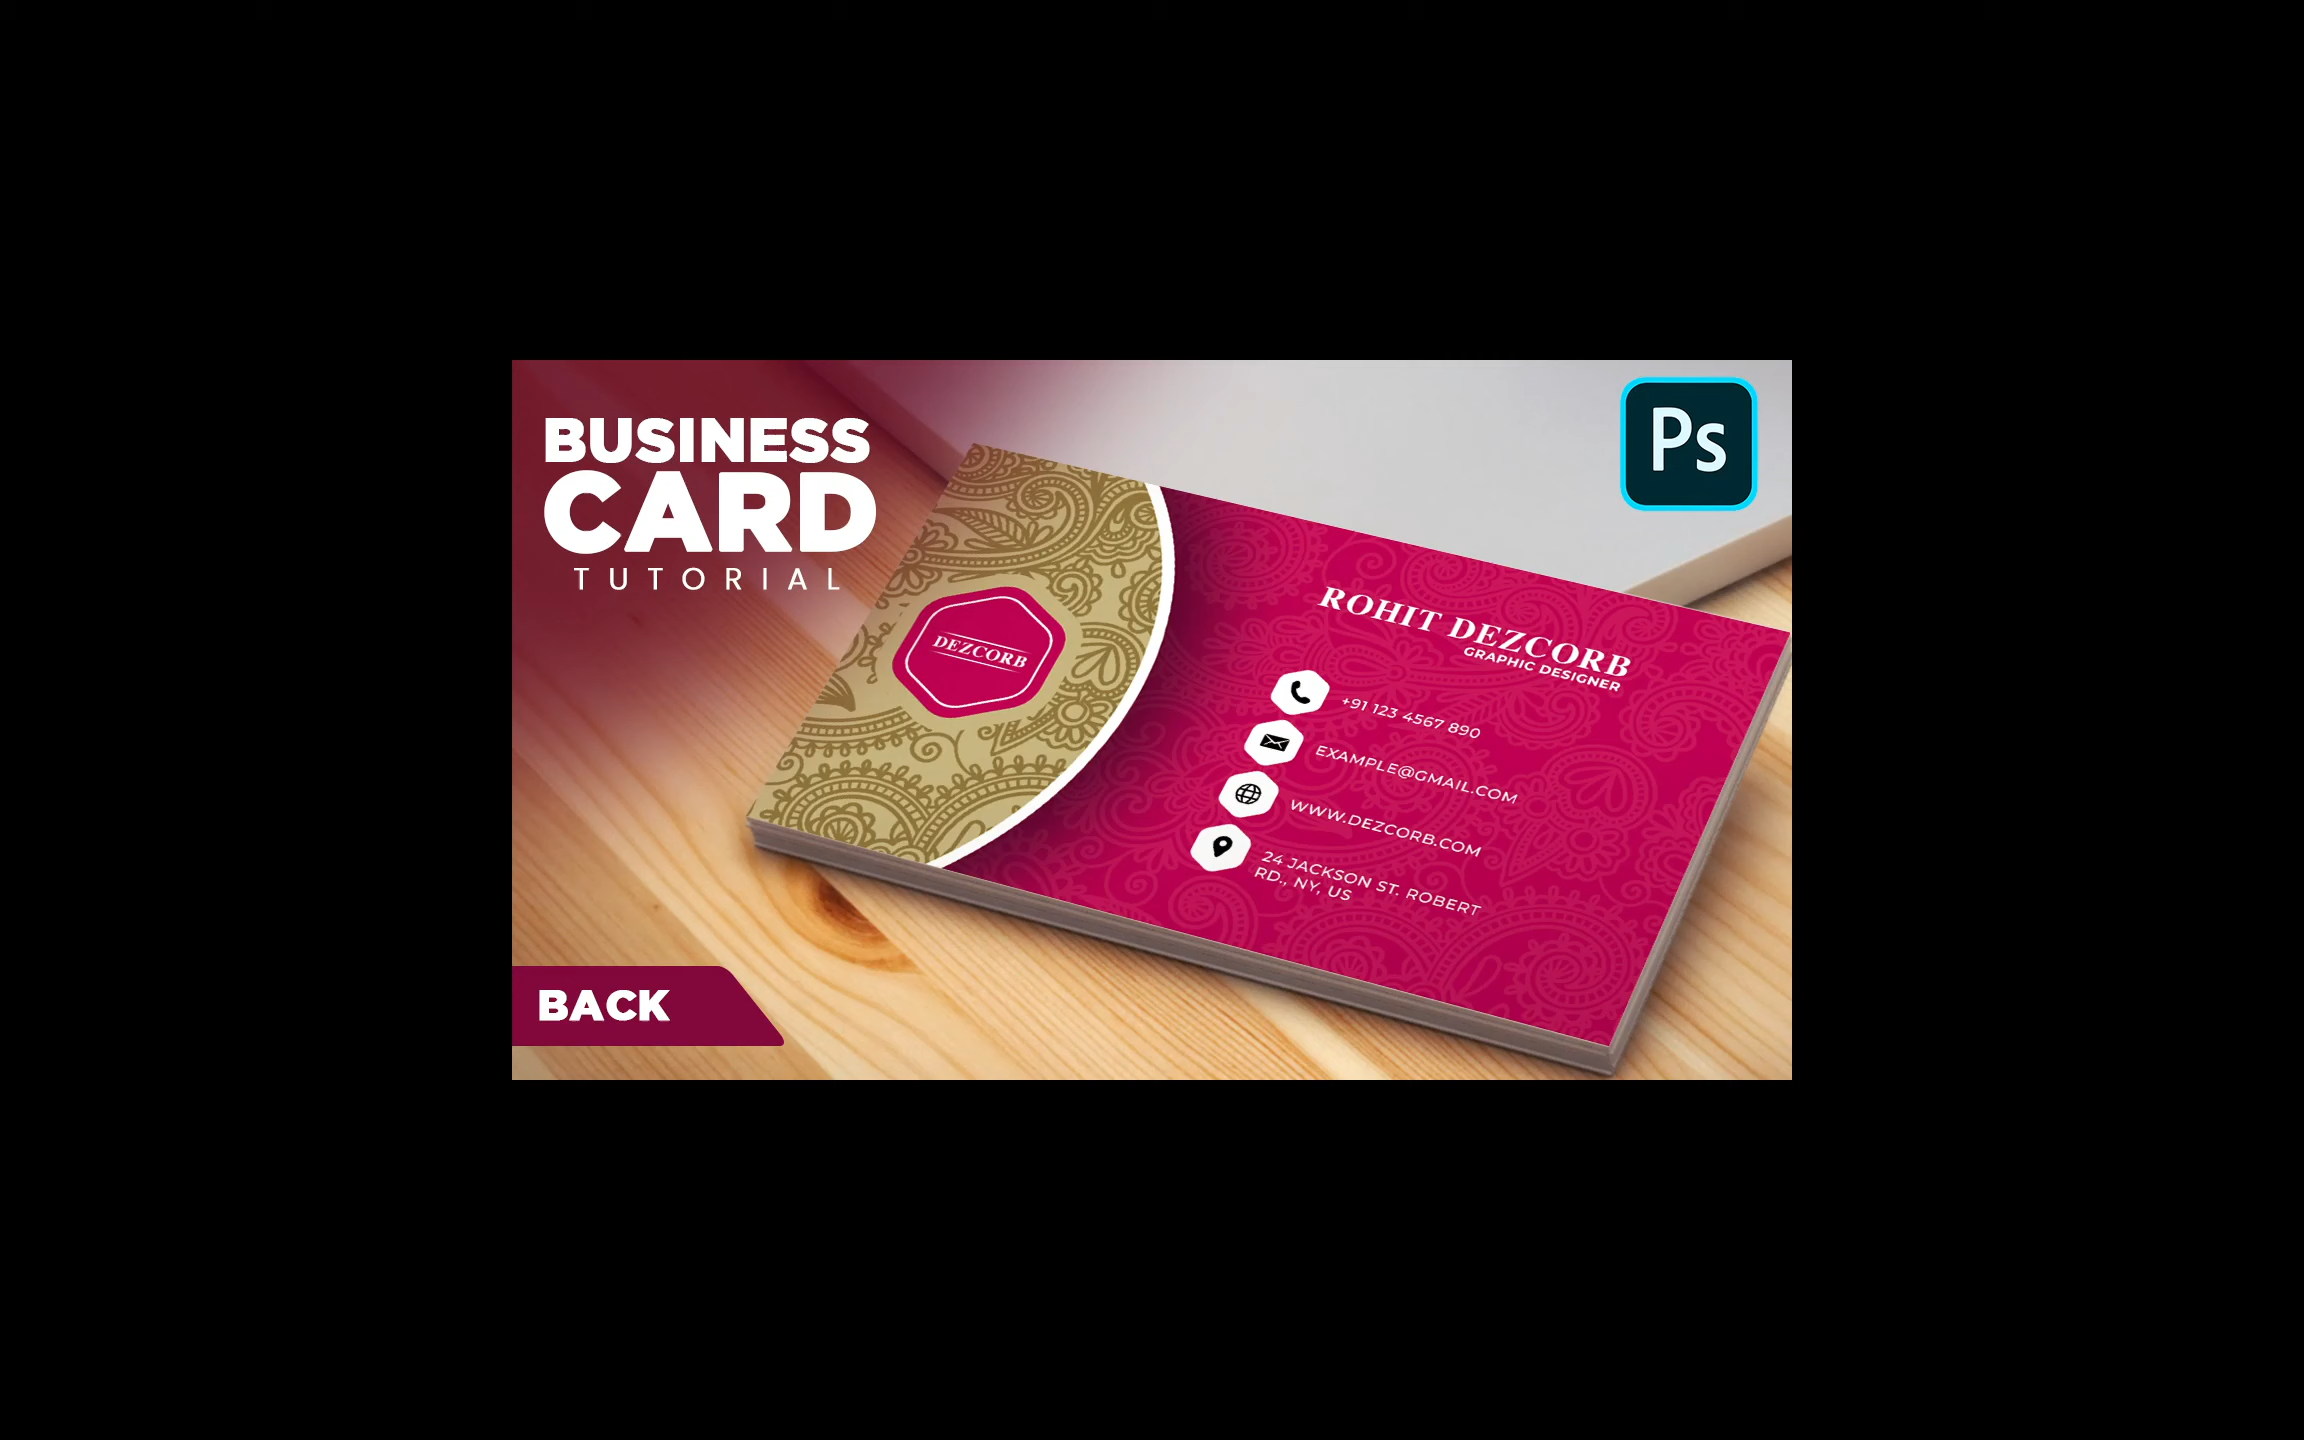 BUSINESS
CARD
TUTORIAL
Ps
DEZCORB
ROHIT DEZCORB
GRAPHIC DESIGNER
+91 123 4567 890
EXAMPLE@GMAIL.COM
WWW.DEZCORB.COM
24 JACKSON ST. ROBERT
RD., NY, US
BACK